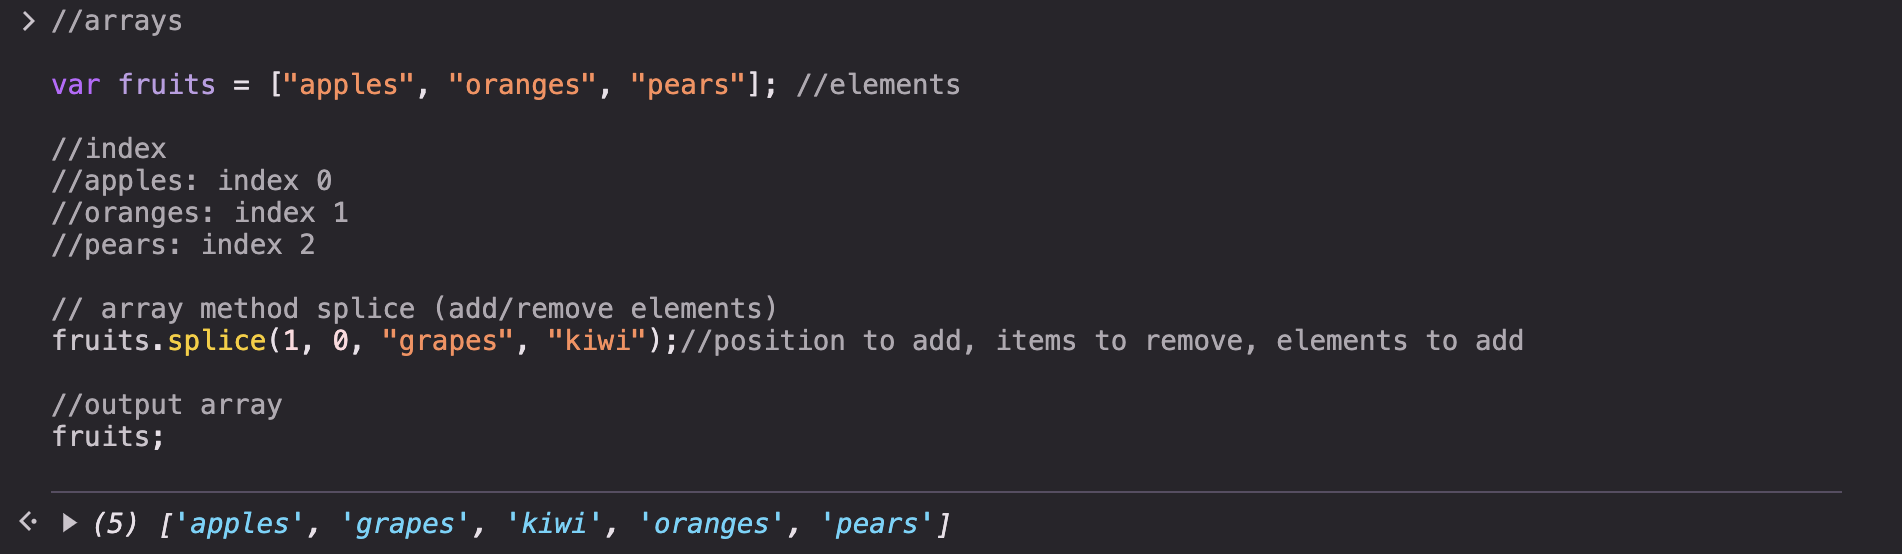 //arrays
var fruits = ["apples", "oranges", "pears"]; //elements
//index
//apples: index 0
//oranges: index 1
//pears: index 2
// array method splice (add/remove elements)
fruits.splice(1, 0, "grapes", "kiwi");//position to add, items to remove, elements to add
//output array
fruits;
(5) ['apples', 'grapes', 'kiwi', 'oranges', 'pears']